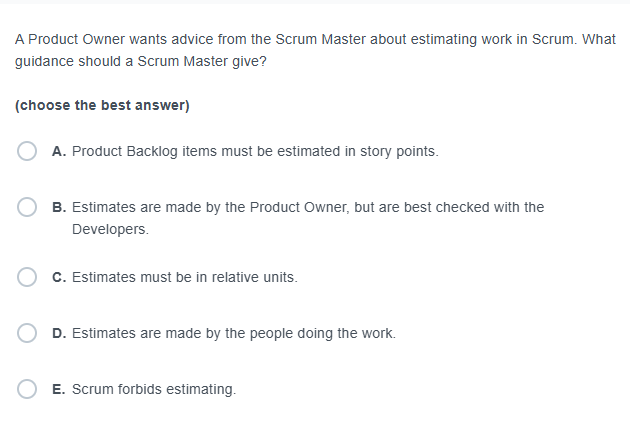 A Product Owner wants advice from the Scrum Master about estimating work in Scrum. What
guidance should a Scrum Master give?
(choose the best answer)
A. Product Backlog items must be estimated in story points.
B. Estimates are made by the Product Owner, but are best checked with the
Developers.
C. Estimates must be in relative units.
D. Estimates are made by the people doing the work.
E. Scrum forbids estimating.